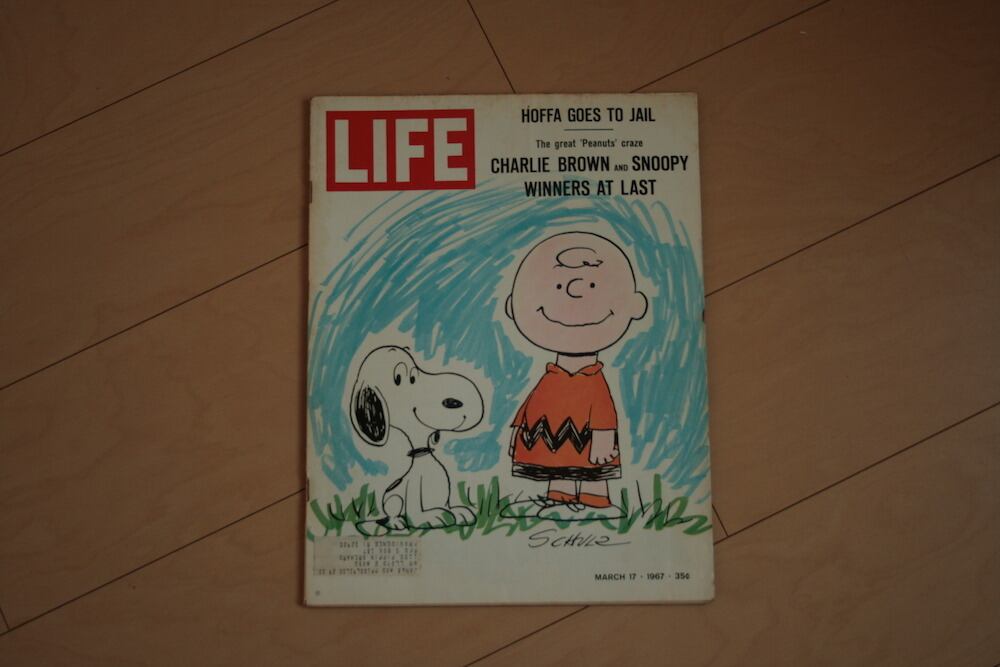 LIFE
HOFFA GOES TO JAIL
The great 'Peanuts' craze
CHARLIE BROWN AND SNOOPY
WINNERS AT LAST
SCHULZ
MARCH 17 · 1967 · 35¢